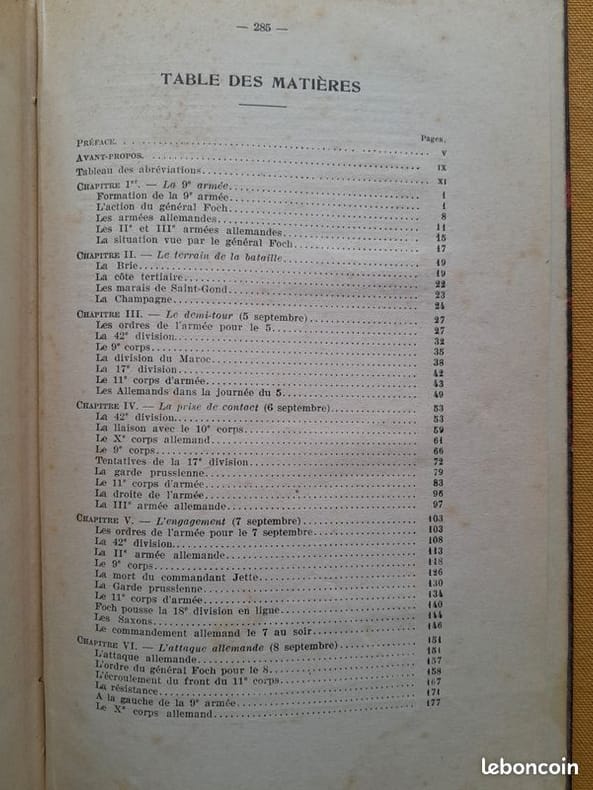 — 285 —
TABLE DES MATIÈRES
Pages.
PRÉFACE. V
AVANT-PROPOS. IX
Tableau des abréviations. XI
CHAPITRE Ier. — La 9e armée. 1
Formation de la 9e armée. 1
L'action du général Foch. 8
Les armées allemandes. 11
Les IIe et IIIe armées allemandes. 15
La situation vue par le général Foch. 17
CHAPITRE II. — Le terrain de la bataille. 19
La Brie. 19
La côte tertiaire. 22
Les marais de Saint-Gond. 23
La Champagne. 24
CHAPITRE III. — Le demi-tour (5 septembre). 27
Les ordres de l'armée pour le 5. 27
La 42e division. 32
Le 9e corps. 35
La division du Maroc. 38
La 17e division. 42
Le 11e corps d'armée. 43
Les Allemands dans la journée du 5. 49
CHAPITRE IV. — La prise de contact (6 septembre). 53
La 42e division. 53
La liaison avec le 10e corps. 59
Le Xe corps allemand. 61
Le 9e corps. 66
Tentatives de la 17e division. 72
La garde prussienne. 79
Le 11e corps d'armée. 83
La droite de l'armée. 96
La IIIe armée allemande. 97
CHAPITRE V. — L'engagement (7 septembre). 103
Les ordres de l'armée pour le 7 septembre. 103
La 42e division. 108
La IIe armée allemande. 113
Le 9e corps. 118
La mort du commandant Jette. 126
La Garde prussienne. 130
Le 11e corps d'armée. 134
Foch pousse la 18e division en ligne. 140
Les Saxons. 144
Le commandement allemand le 7 au soir. 146
CHAPITRE VI. — L'attaque allemande (8 septembre). 151
L'attaque allemande. 151
L'ordre du général Foch pour le 8. 157
L'écroulement du front du 11e corps. 158
La résistance. 167
A la gauche de la 9e armée. 171
Le Xe corps allemand. 177
leboncoin